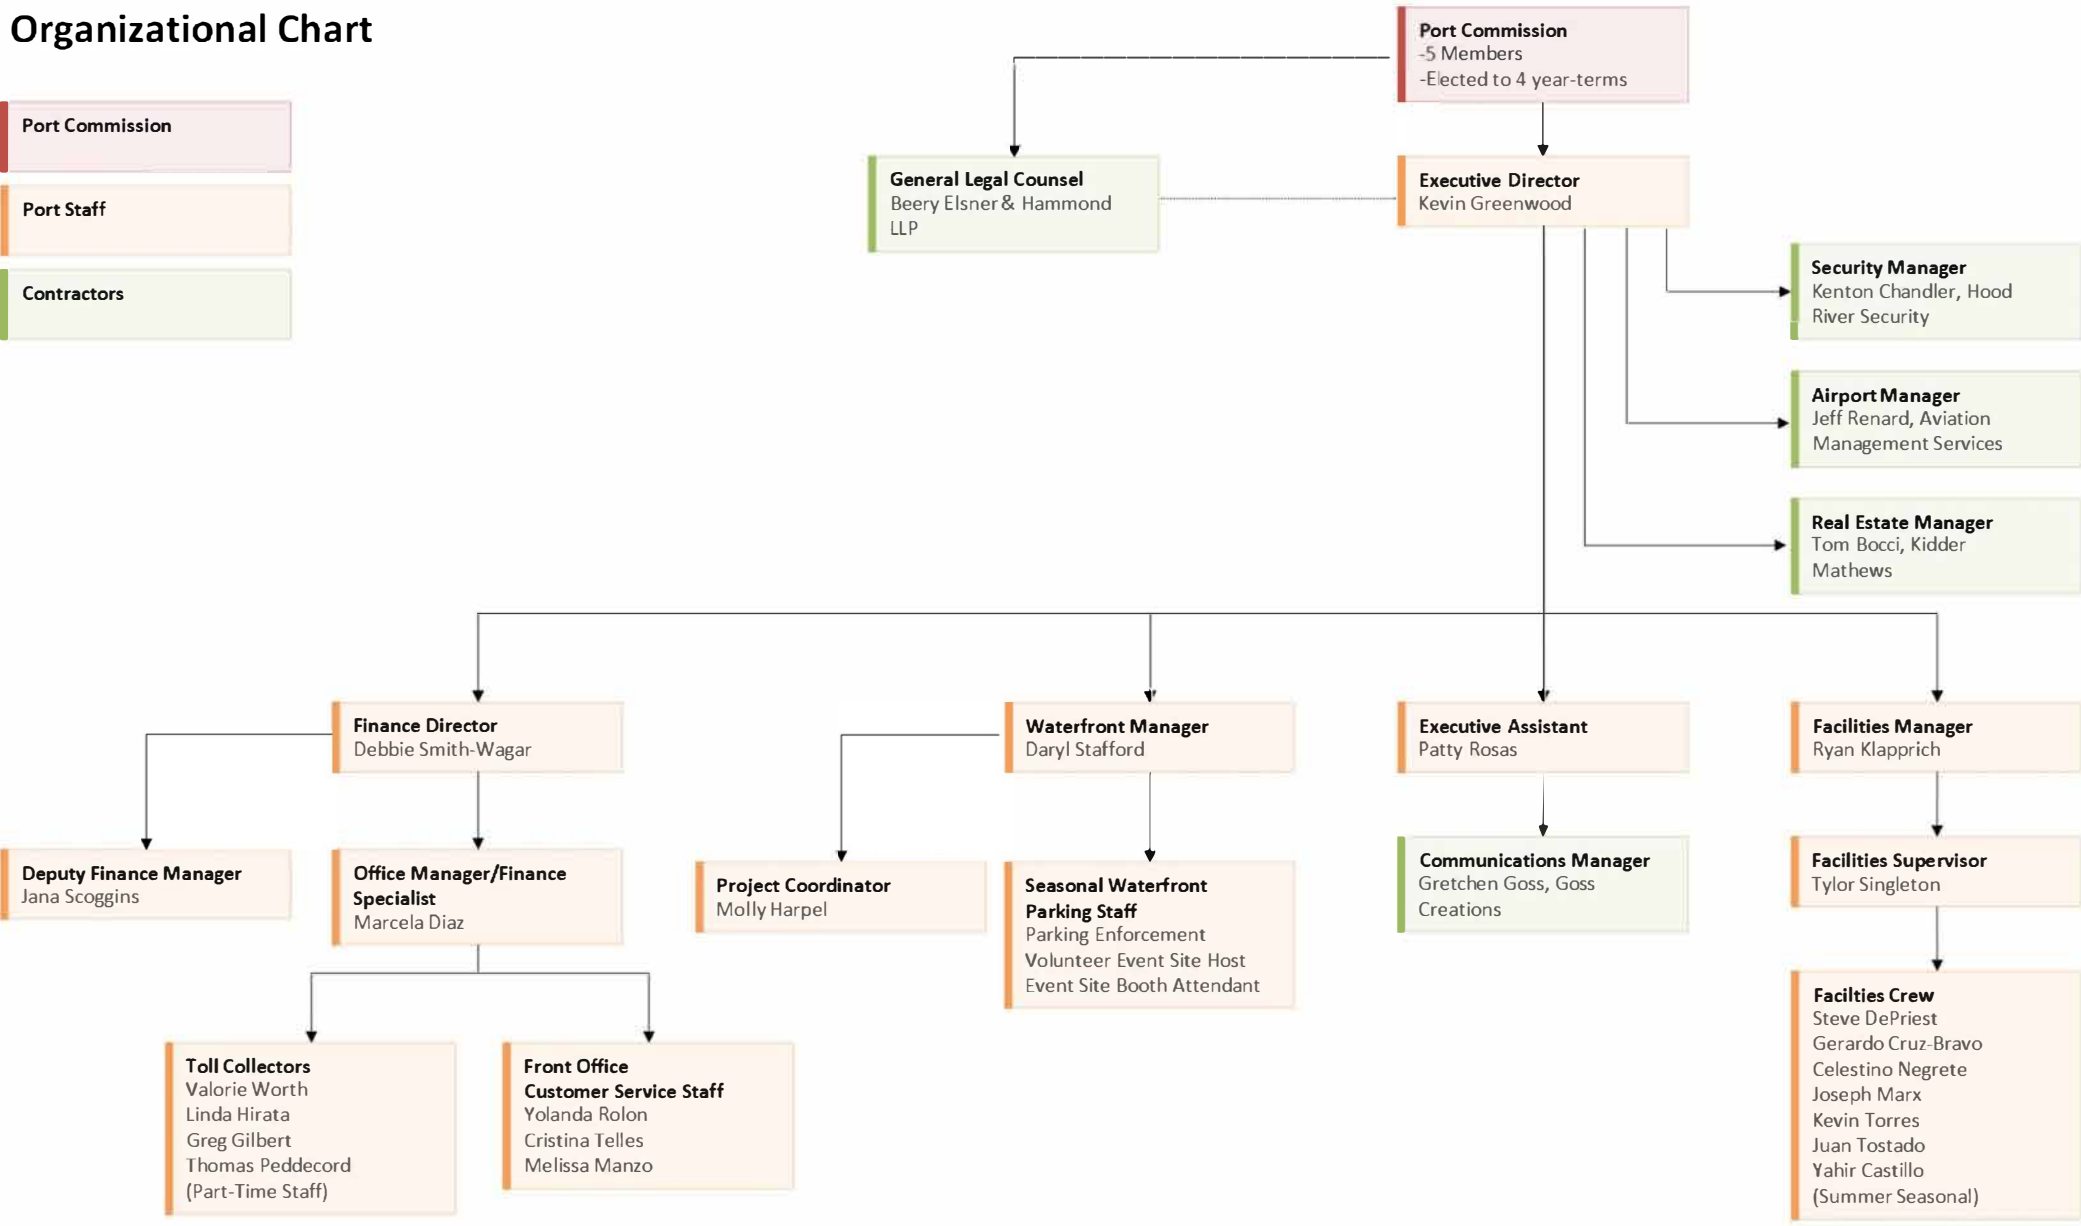 Organizational Chart
Port Commission
Port Staff
Contractors
Port Commission
-5 Members
-Elected to 4 year-terms
General Legal Counsel
Beery Elsner & Hammond
LLP
Executive Director
Kevin Greenwood
Security Manager
Kenton Chandler, Hood
River Security
Airport Manager
Jeff Renard, Aviation
Management Services
Real Estate Manager
Tom Bocci, Kidder
Mathews
Finance Director
Debbie Smith-Wagar
Waterfront Manager
Daryl Stafford
Executive Assistant
Patty Rosas
Facilities Manager
Ryan Klapprich
Deputy Finance Manager
Jana Scoggins
Office Manager/Finance
Specialist
Marcela Diaz
Project Coordinator
Molly Harpel
Seasonal Waterfront
Parking Staff
Parking Enforcement
Volunteer Event Site Host
Event Site Booth Attendant
Communications Manager
Gretchen Goss, Goss
Creations
Facilities Supervisor
Tylor Singleton
Toll Collectors
Valorie Worth
Linda Hirata
Greg Gilbert
Thomas Peddecord
(Part-Time Staff)
Front Office
Customer Service Staff
Yolanda Rolon
Cristina Telles
Melissa Manzo
Facilties Crew
Steve DePriest
Gerardo Cruz-Bravo
Celestino Negrete
Joseph Marx
Kevin Torres
Juan Tostado
Yahir Castillo
(Summer Seasonal)